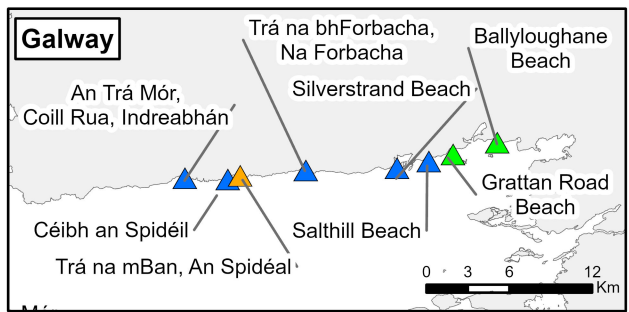 Galway
Trá na bhForbacha,
Na Forbacha
Ballyloughane
Beach
An Trá Mór,
Coill Rua, Indreabhán
Silverstrand Beach
Grattan Road
Beach
Céibh an Spidéil
Salthill Beach
Trá na mBan, An Spidéal
0 3 6 12
Km